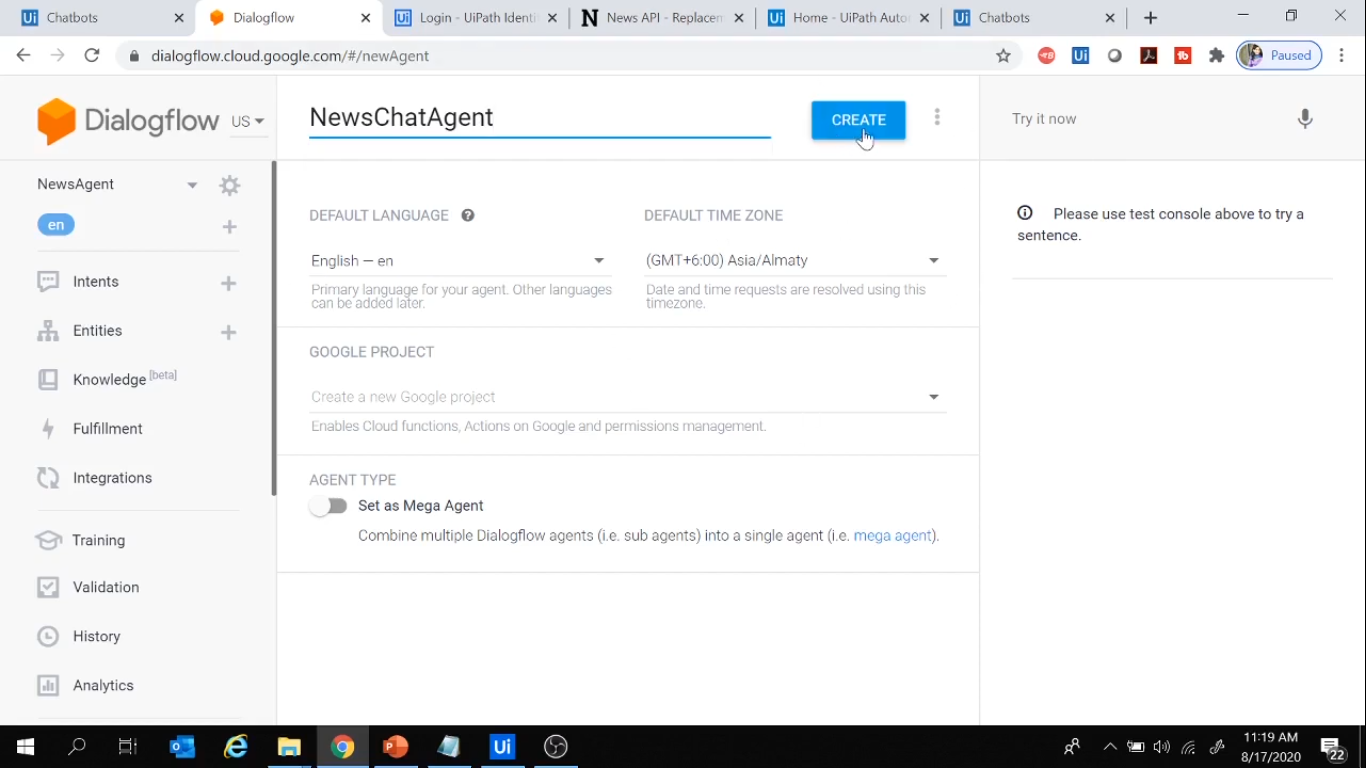 Chatbots
Dialogflow
Login - UiPath Identi
News API - Replacem
Home - UiPath Auto
Chatbots
dialogflow.cloud.google.com/#/newAgent
Paused
Dialogflow
US
NewsChatAgent
CREATE
Try it now
NewsAgent
en
Intents
Entities
Knowledge [beta]
Fulfillment
Integrations
Training
Validation
History
Analytics
DEFAULT LANGUAGE
DEFAULT TIME ZONE
English — en
(GMT+6:00) Asia/Almaty
Primary language for your agent. Other languages
can be added later.
Date and time requests are resolved using this
timezone.
GOOGLE PROJECT
Create a new Google project
Enables Cloud functions, Actions on Google and permissions management.
AGENT TYPE
Set as Mega Agent
Combine multiple Dialogflow agents (i.e. sub agents) into a single agent (i.e. mega agent).
Please use test console above to try a
sentence.
11:19 AM
8/17/2020
22